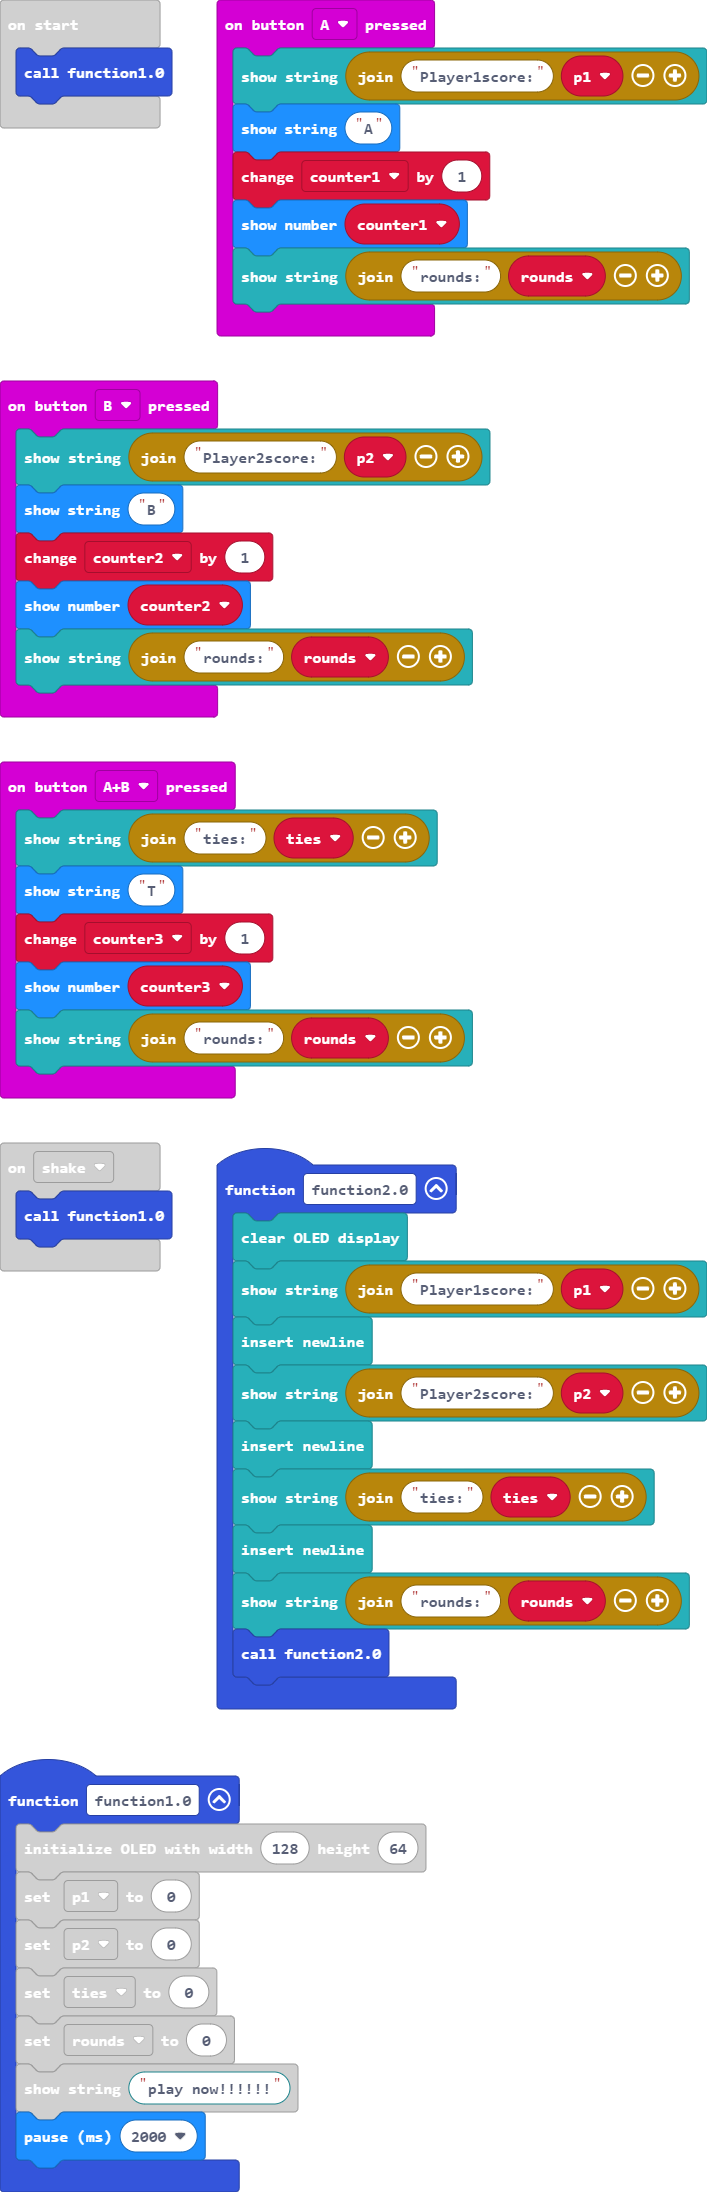 on start
call function1.0
on button A pressed
show string join "Player1score:" p1
show string "A"
change counter1 by 1
show number counter1
show string join "rounds:" rounds
on button B pressed
show string join "Player2score:" p2
show string "B"
change counter2 by 1
show number counter2
show string join "rounds:" rounds
on button A+B pressed
show string join "ties:" ties
show string "T"
change counter3 by 1
show number counter3
show string join "rounds:" rounds
on shake
call function1.0
function function2.0
clear OLED display
show string join "Player1score:" p1
insert newline
show string join "Player2score:" p2
insert newline
show string join "ties:" ties
insert newline
show string join "rounds:" rounds
call function2.0
function function1.0
initialize OLED with width 128 height 64
set p1 to 0
set p2 to 0
set ties to 0
set rounds to 0
show string "play now!!!!!!"
pause (ms) 2000